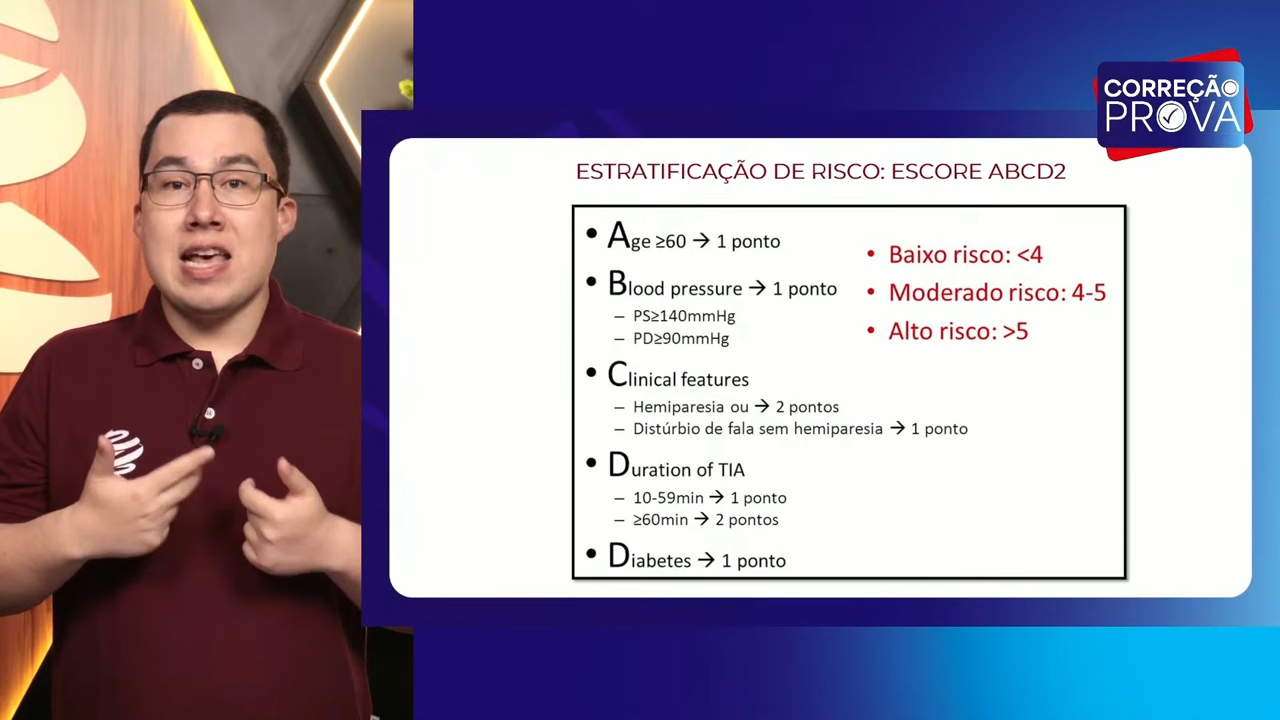 CORREÇÃO
PROVA
ESTRATIFICAÇÃO DE RISCO: ESCORE ABCD2
• Age ≥60 → 1 ponto
• Blood pressure → 1 ponto
– PS≥140mmHg
– PD≥90mmHg
• Clinical features
– Hemiparesia ou → 2 pontos
– Distúrbio de fala sem hemiparesia → 1 ponto
• Duration of TIA
– 10-59min → 1 ponto
– ≥60min → 2 pontos
• Diabetes → 1 ponto
• Baixo risco: <4
• Moderado risco: 4-5
• Alto risco: >5